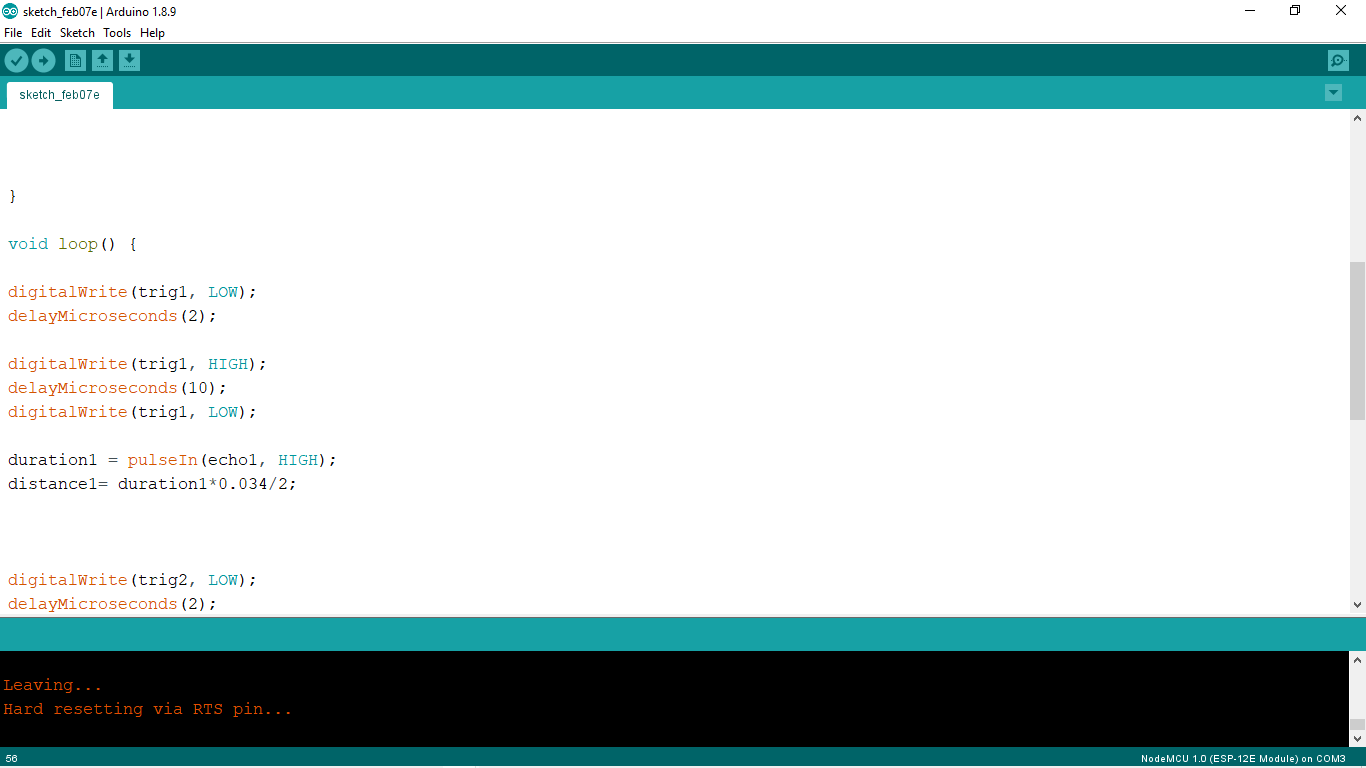 sketch_feb07e | Arduino 1.8.9
File Edit Sketch Tools Help
sketch_feb07e
}
void loop() {
digitalWrite(trig1, LOW);
delayMicroseconds(2);
digitalWrite(trig1, HIGH);
delayMicroseconds(10);
digitalWrite(trig1, LOW);
duration1 = pulseIn(echo1, HIGH);
distance1= duration1*0.034/2;
digitalWrite(trig2, LOW);
delayMicroseconds(2);
Leaving...
Hard resetting via RTS pin...
56
NodeMCU 1.0 (ESP-12E Module) on COM3